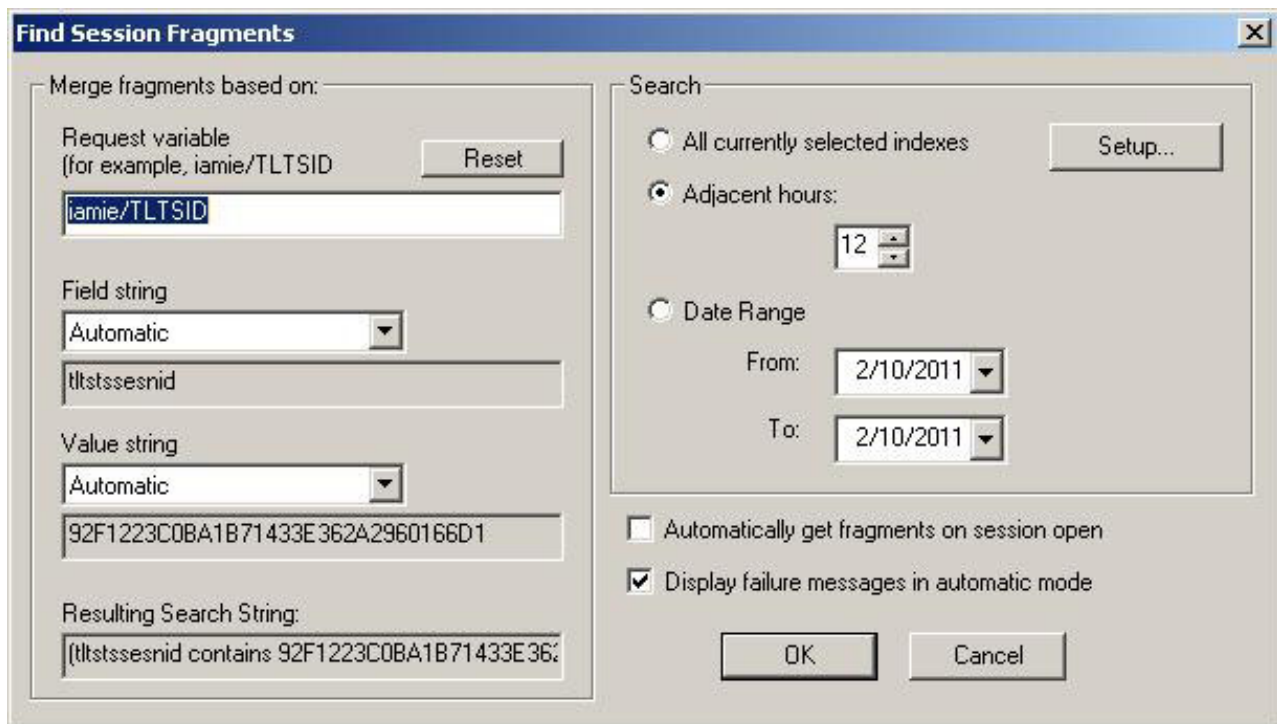 Find Session Fragments
Merge fragments based on:
Request variable
(for example, iamie/TLTSID
Reset
iamie/TLTSID
Field string
Automatic
tltstssesnid
Value string
Automatic
92F1223C0BA1B71433E362A2960166D1
Resulting Search String:
(tltstssesnid contains 92F1223C0BA1B71433E362
Search
All currently selected indexes
Setup...
Adjacent hours:
12
Date Range
From:
2/10/2011
To:
2/10/2011
Automatically get fragments on session open
Display failure messages in automatic mode
OK
Cancel